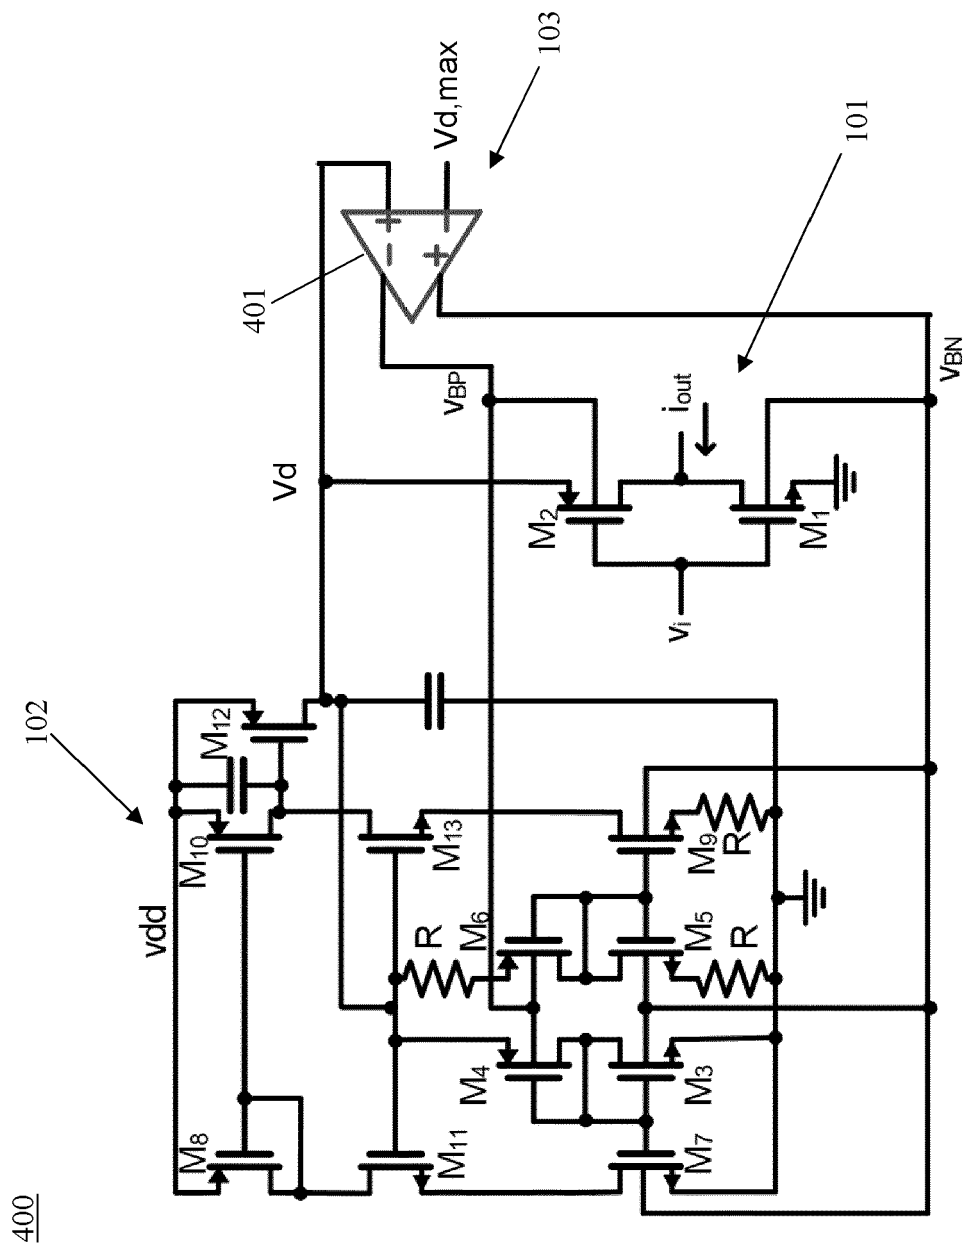 400
102
103
101
401
vdd
Vd
Vd,max
M8
M10
M12
M11
M13
M4
M6
R
M7
M3
M5
R
M9
R
M2
M1
vi
iout
vBP
vBN
+
−
−
+